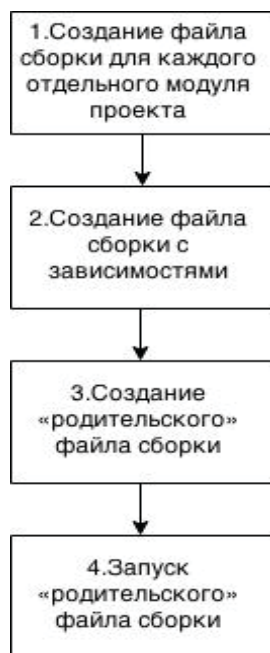 1.Создание файла
сборки для каждого
отдельного модуля
проекта
2.Создание файла
сборки с
зависимостями
3.Создание
«родительского»
файла сборки
4.Запуск
«родительского»
файла сборки